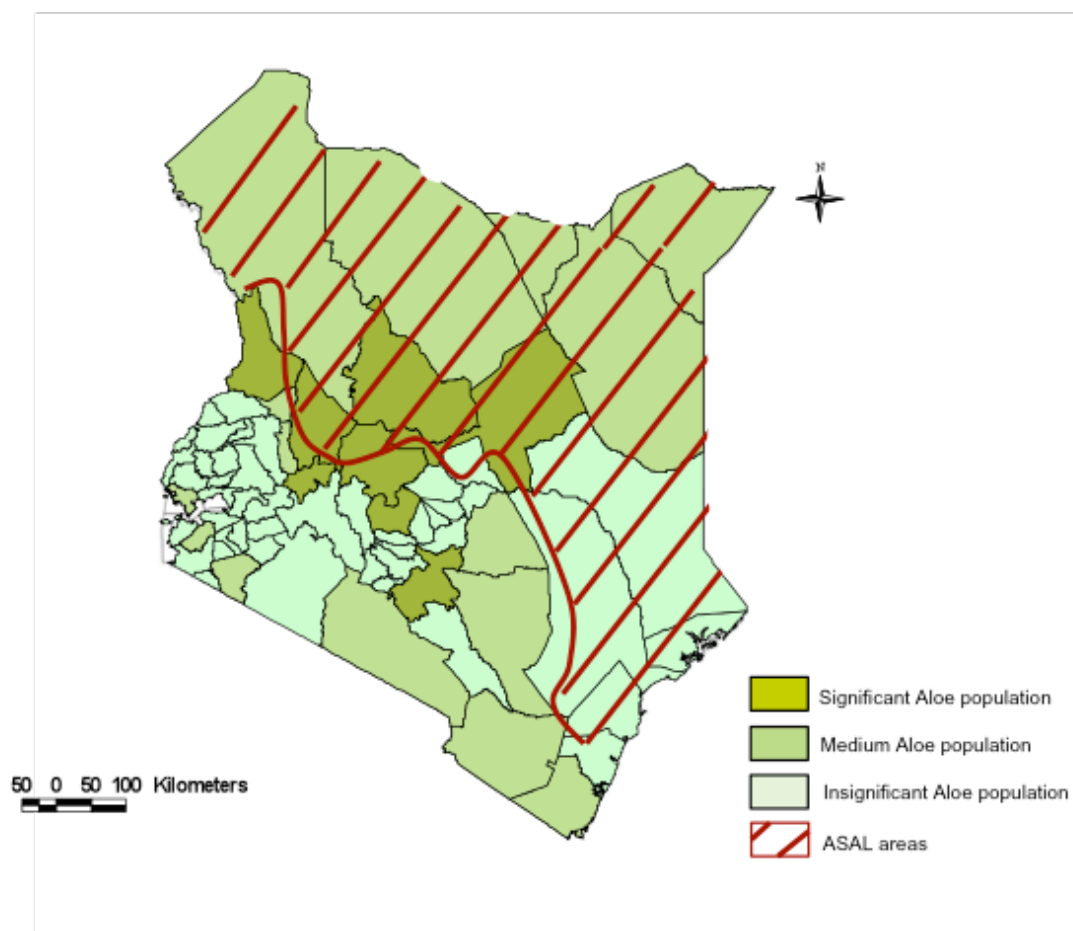 N
Significant Aloe population
Medium Aloe population
50 0 50 100 Kilometers
Insignificant Aloe population
ASAL areas